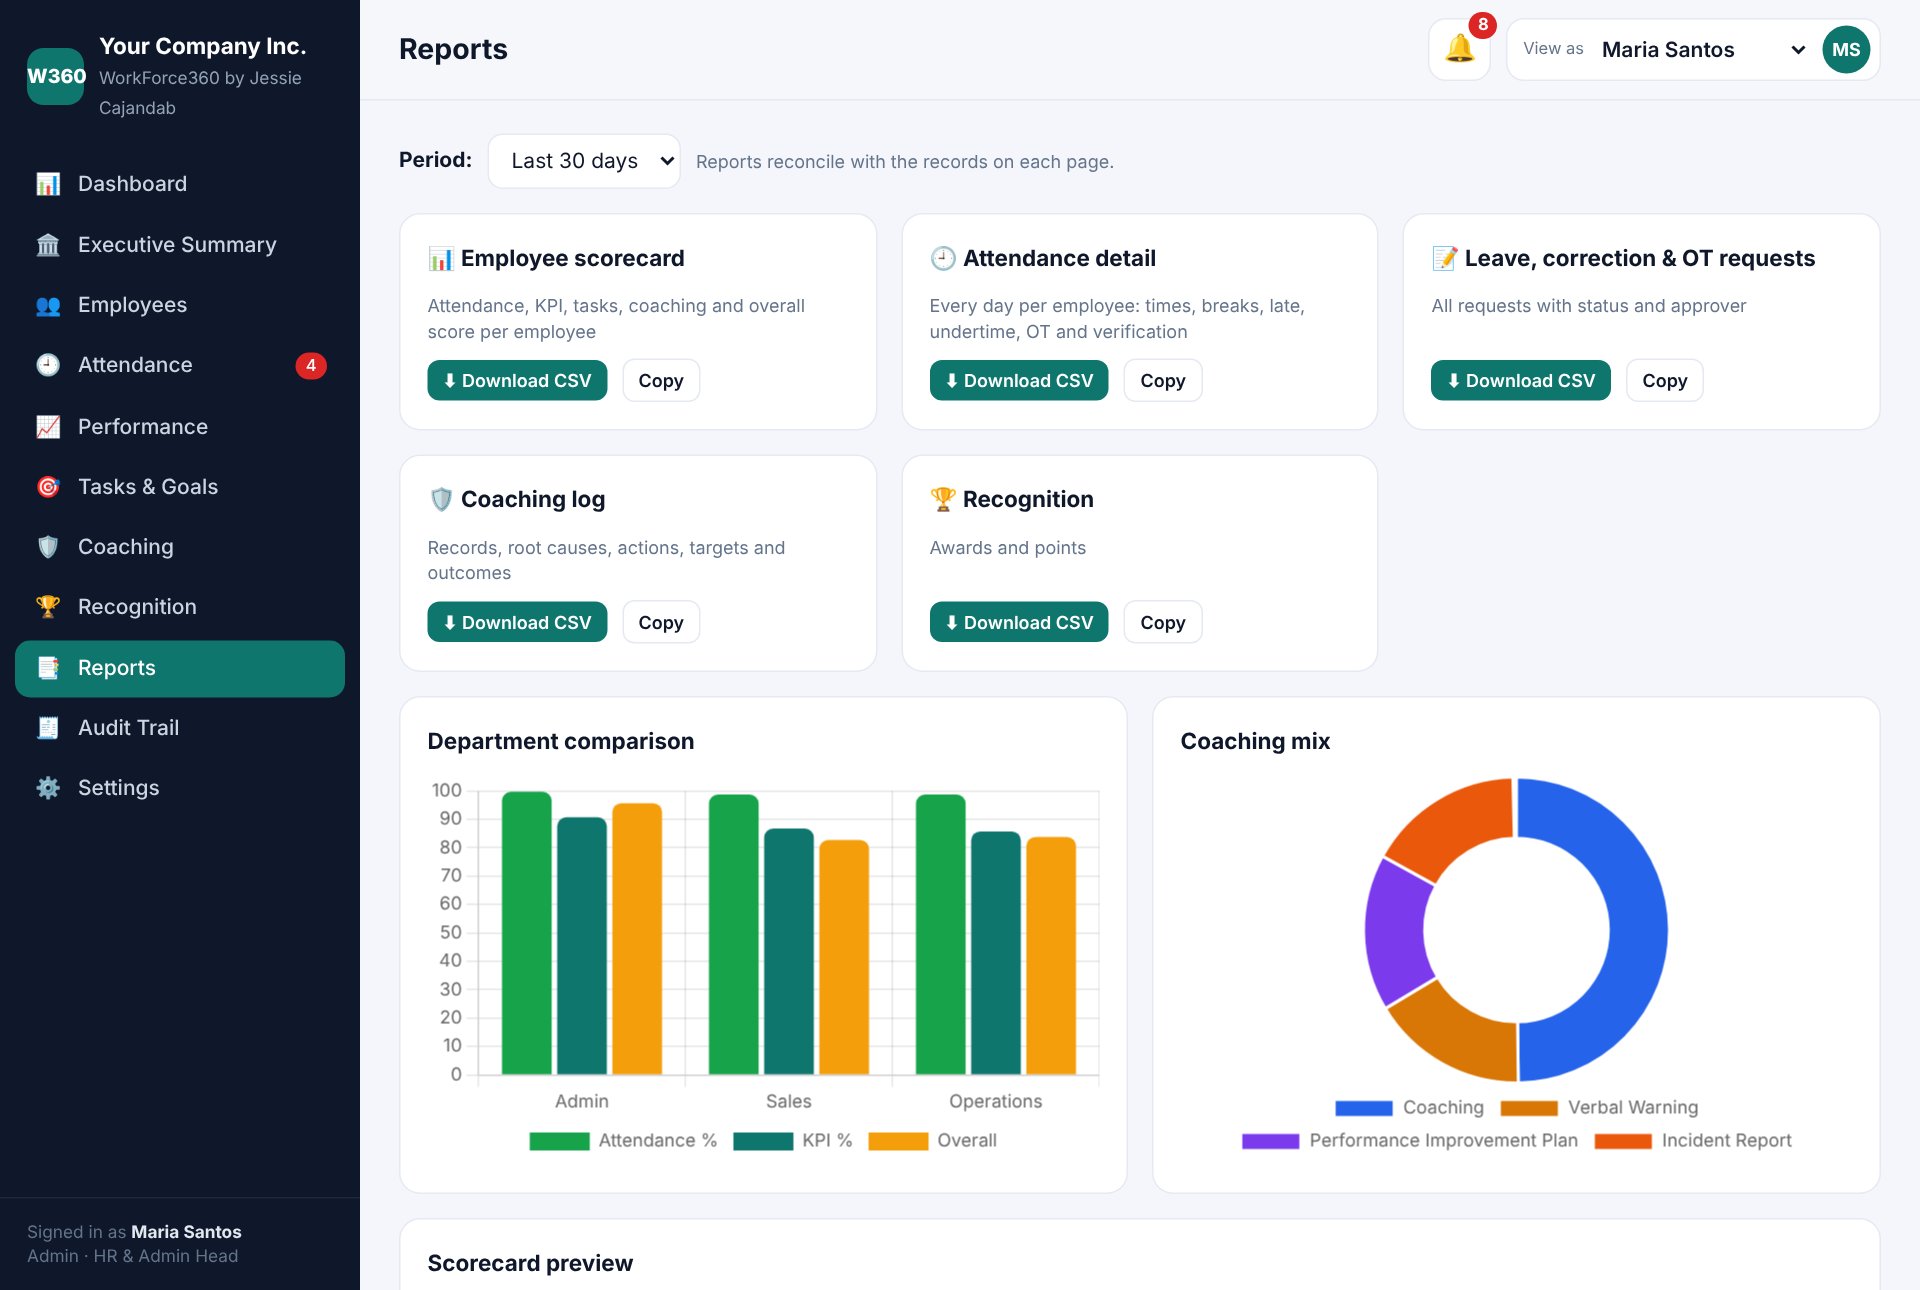 W360
Your Company Inc.
WorkForce360 by Jessie
Cajandab
Dashboard
Executive Summary
Employees
Attendance
4
Performance
Tasks & Goals
Coaching
Recognition
Reports
Audit Trail
Settings
Signed in as Maria Santos
Admin · HR & Admin Head
Reports
8
View as Maria Santos
MS
Period: Last 30 days Reports reconcile with the records on each page.
Employee scorecard
Attendance, KPI, tasks, coaching and overall
score per employee
⬇ Download CSV Copy
Attendance detail
Every day per employee: times, breaks, late,
undertime, OT and verification
⬇ Download CSV Copy
Leave, correction & OT requests
All requests with status and approver
⬇ Download CSV Copy
Coaching log
Records, root causes, actions, targets and
outcomes
⬇ Download CSV Copy
Recognition
Awards and points
⬇ Download CSV Copy
Department comparison
100
90
80
70
60
50
40
30
20
10
0
Admin Sales Operations
Attendance % KPI % Overall
Coaching mix
Coaching Verbal Warning
Performance Improvement Plan Incident Report
Scorecard preview